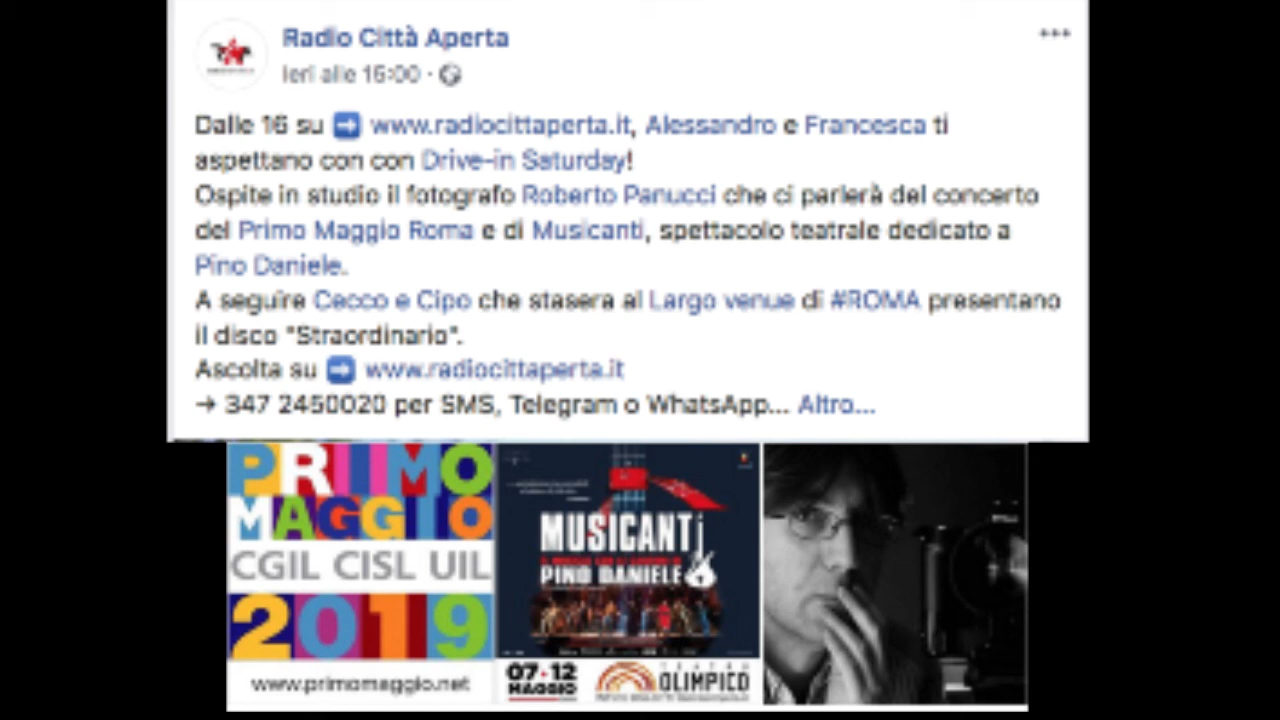 Radio Città Aperta
Ieri alle 15:00 ·
Dalle 16 su ➡ www.radiocittaperta.it, Alessandro e Francesca ti
aspettano con con Drive-in Saturday!
Ospite in studio il fotografo Roberto Panucci che ci parlerà del concerto
del Primo Maggio Roma e di Musicanti, spettacolo teatrale dedicato a
Pino Daniele.
A seguire Cecco e Cipo che stasera al Largo venue di #ROMA presentano
il disco "Straordinario".
Ascolta su ➡ www.radiocittaperta.it
→ 347 2450020 per SMS, Telegram o WhatsApp... Altro...
PRIMO
MAGGIO
CGIL CISL UIL
2019
www.primomaggio.net
MUSICANTI
PINO DANIELE
07·12
MAGGIO
TEATRO
OLIMPICO